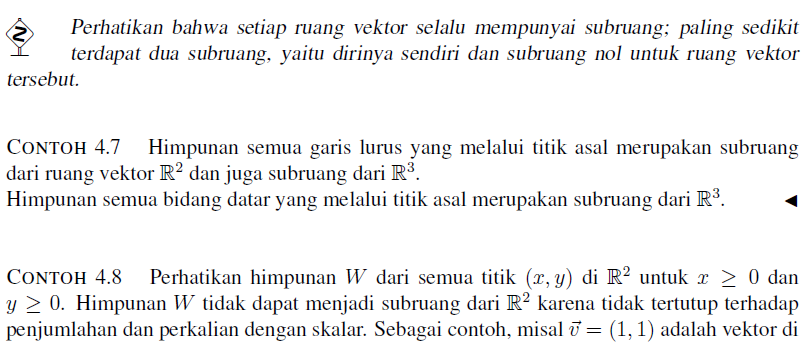 Perhatikan bahwa setiap ruang vektor selalu mempunyai subruang; paling sedikit
terdapat dua subruang, yaitu dirinya sendiri dan subruang nol untuk ruang vektor
tersebut.
CONTOH 4.7 Himpunan semua garis lurus yang melalui titik asal merupakan subruang
dari ruang vektor ℝ² dan juga subruang dari ℝ³.
Himpunan semua bidang datar yang melalui titik asal merupakan subruang dari ℝ³. ◀
CONTOH 4.8 Perhatikan himpunan W dari semua titik (x, y) di ℝ² untuk x ≥ 0 dan
y ≥ 0. Himpunan W tidak dapat menjadi subruang dari ℝ² karena tidak tertutup terhadap
penjumlahan dan perkalian dengan skalar. Sebagai contoh, misal v⃗ = (1, 1) adalah vektor di